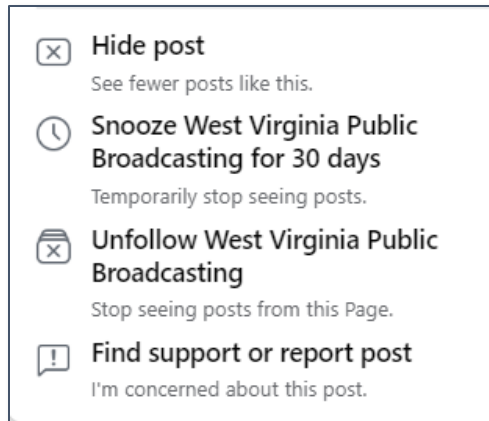 Hide post
See fewer posts like this.
Snooze West Virginia Public
Broadcasting for 30 days
Temporarily stop seeing posts.
Unfollow West Virginia Public
Broadcasting
Stop seeing posts from this Page.
Find support or report post
I'm concerned about this post.